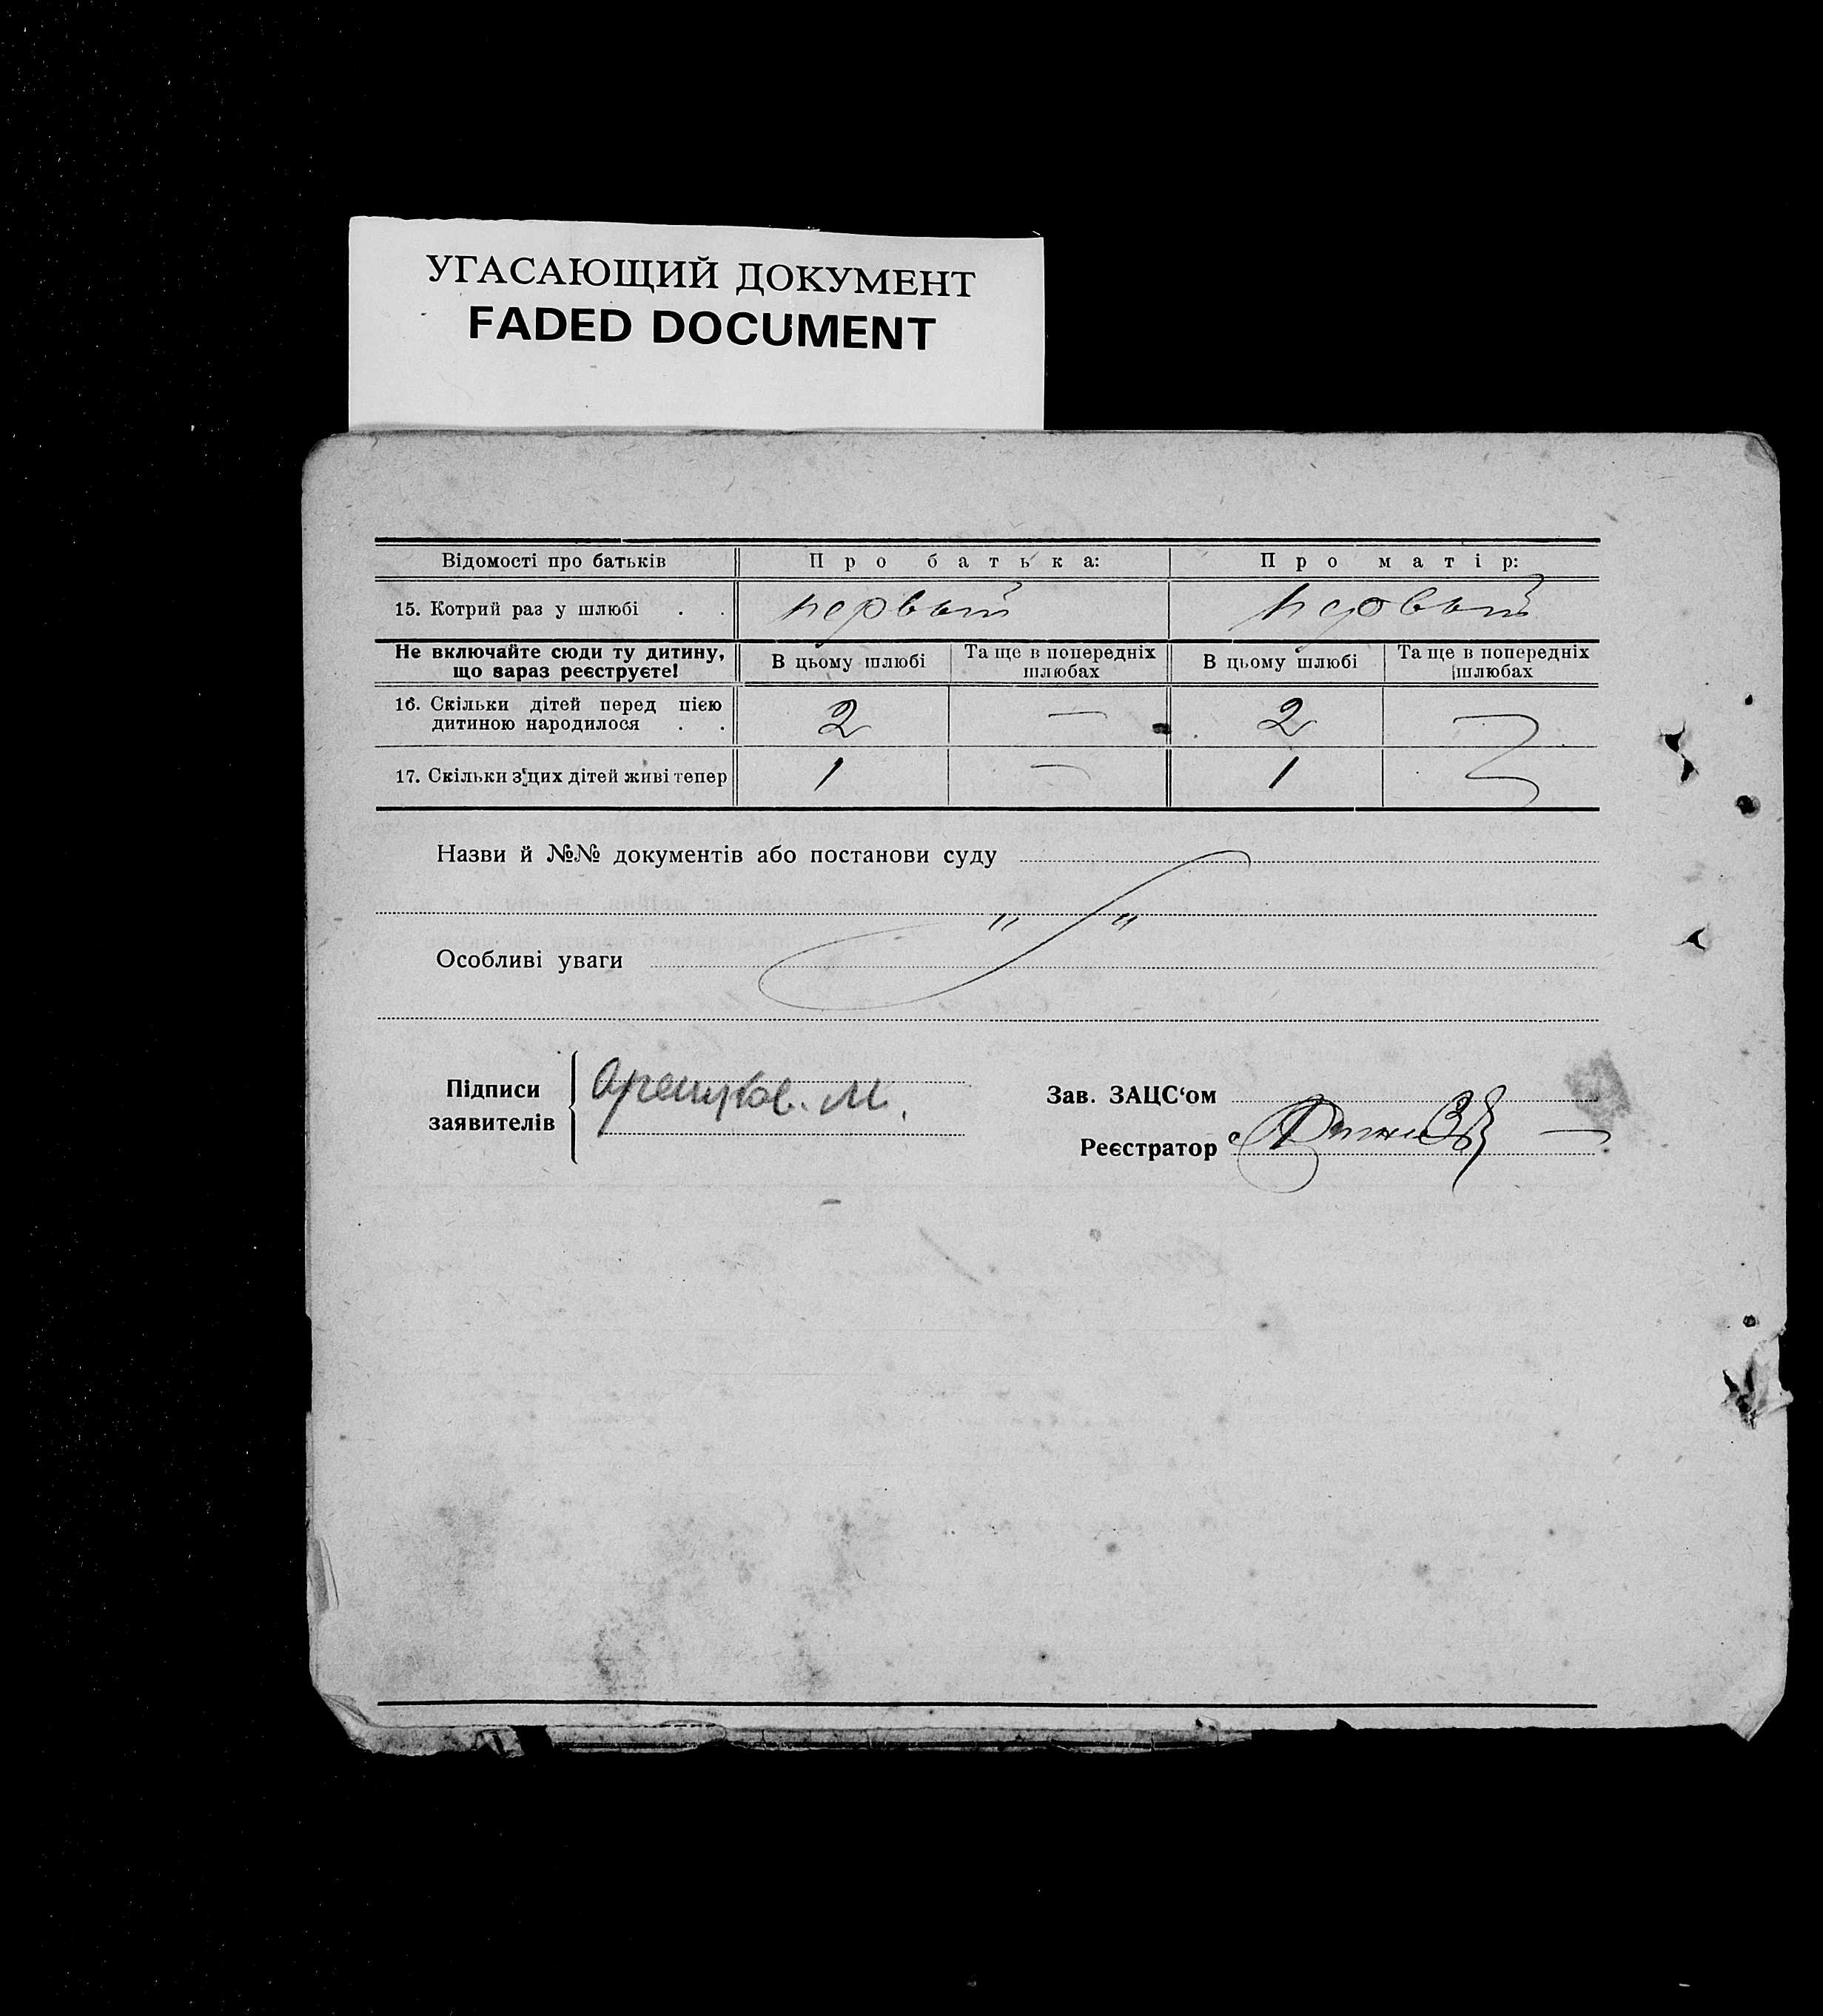 УГАСАЮЩИЙ ДОКУМЕНТ
FADED DOCUMENT
Відомості про батьків Про батька: Про матір:
15. Котрий раз у шлюбі . . первый первый
Не включайте сюди ту дитину, що зараз реєструєте! В цьому шлюбі Та ще в попередніх шлюбах В цьому шлюбі Та ще в попередніх шлюбах
16. Скільки дітей перед цією
дитиною народилося . . 2 — 2 —
17. Скільки з цих дітей живі тепер 1 — 1
Назви й №№ документів або постанови суду
" "
Особливі уваги
Підписи
заявителів
М.
Зав. ЗАЦС‘ом
Реєстратор